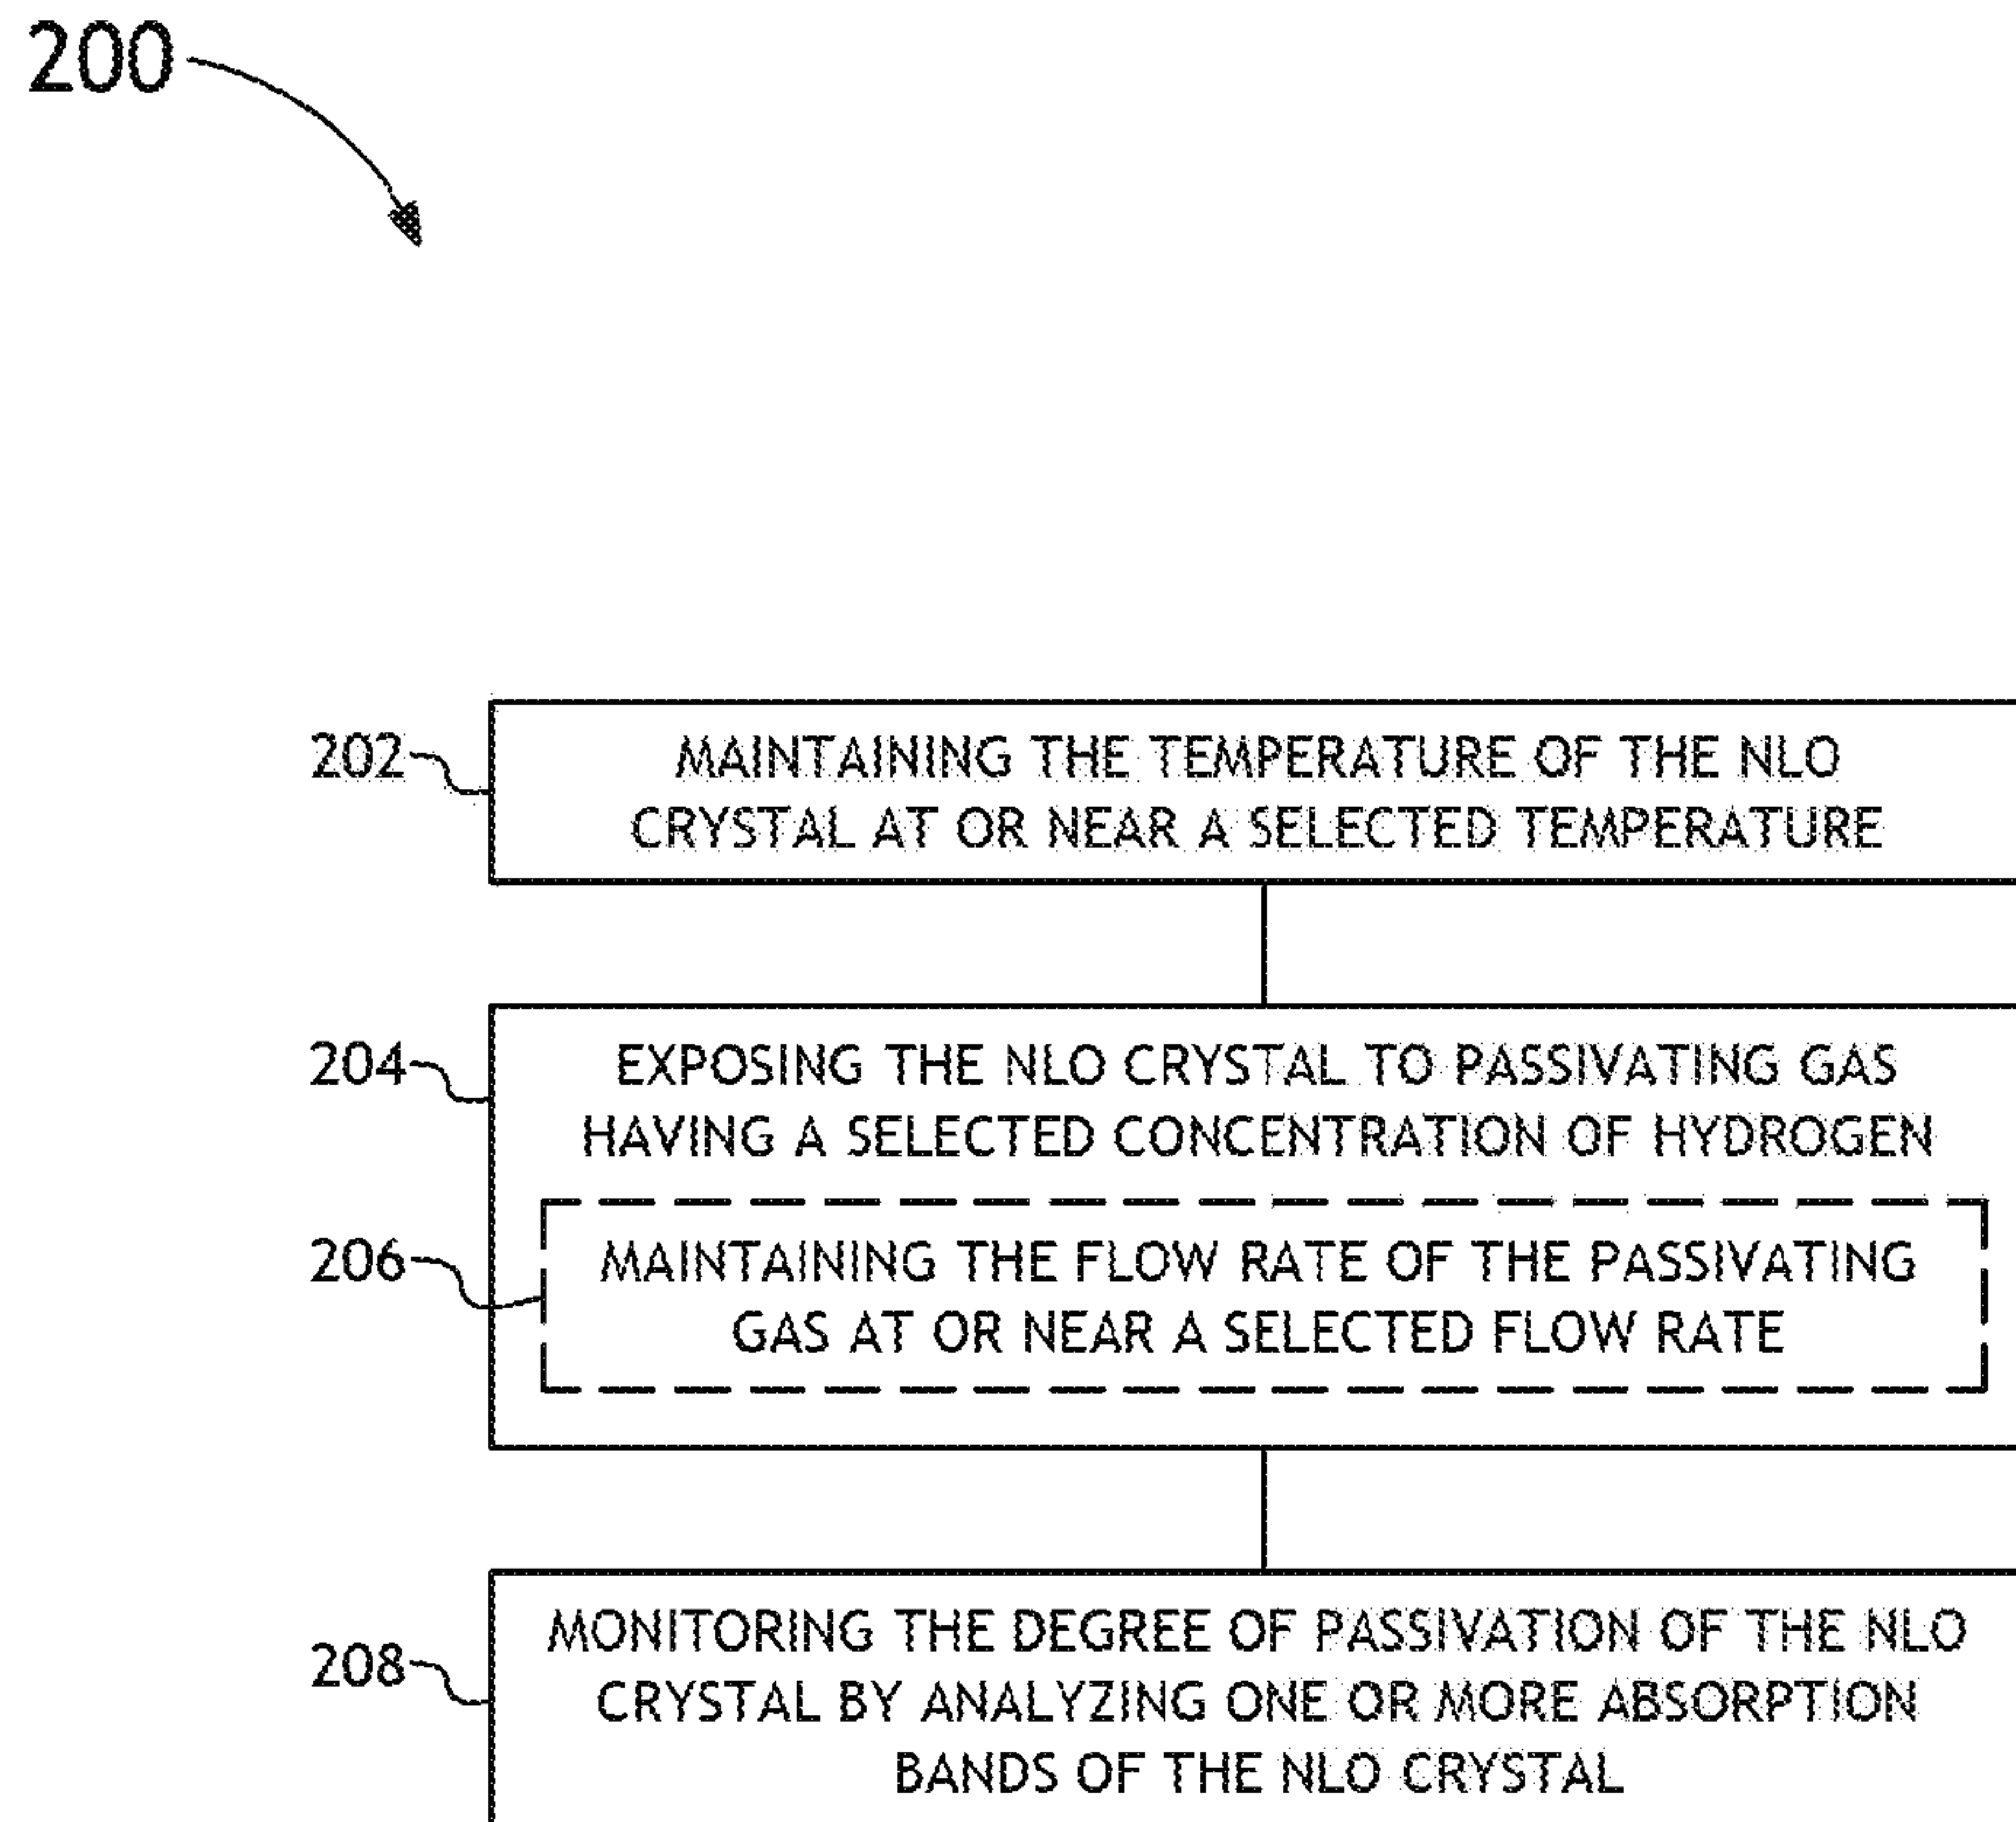 200
202
MAINTAINING THE TEMPERATURE OF THE NLO
CRYSTAL AT OR NEAR A SELECTED TEMPERATURE
204
EXPOSING THE NLO CRYSTAL TO PASSIVATING GAS
HAVING A SELECTED CONCENTRATION OF HYDROGEN
206
MAINTAINING THE FLOW RATE OF THE PASSIVATING
GAS AT OR NEAR A SELECTED FLOW RATE
208
MONITORING THE DEGREE OF PASSIVATION OF THE NLO
CRYSTAL BY ANALYZING ONE OR MORE ABSORPTION
BANDS OF THE NLO CRYSTAL